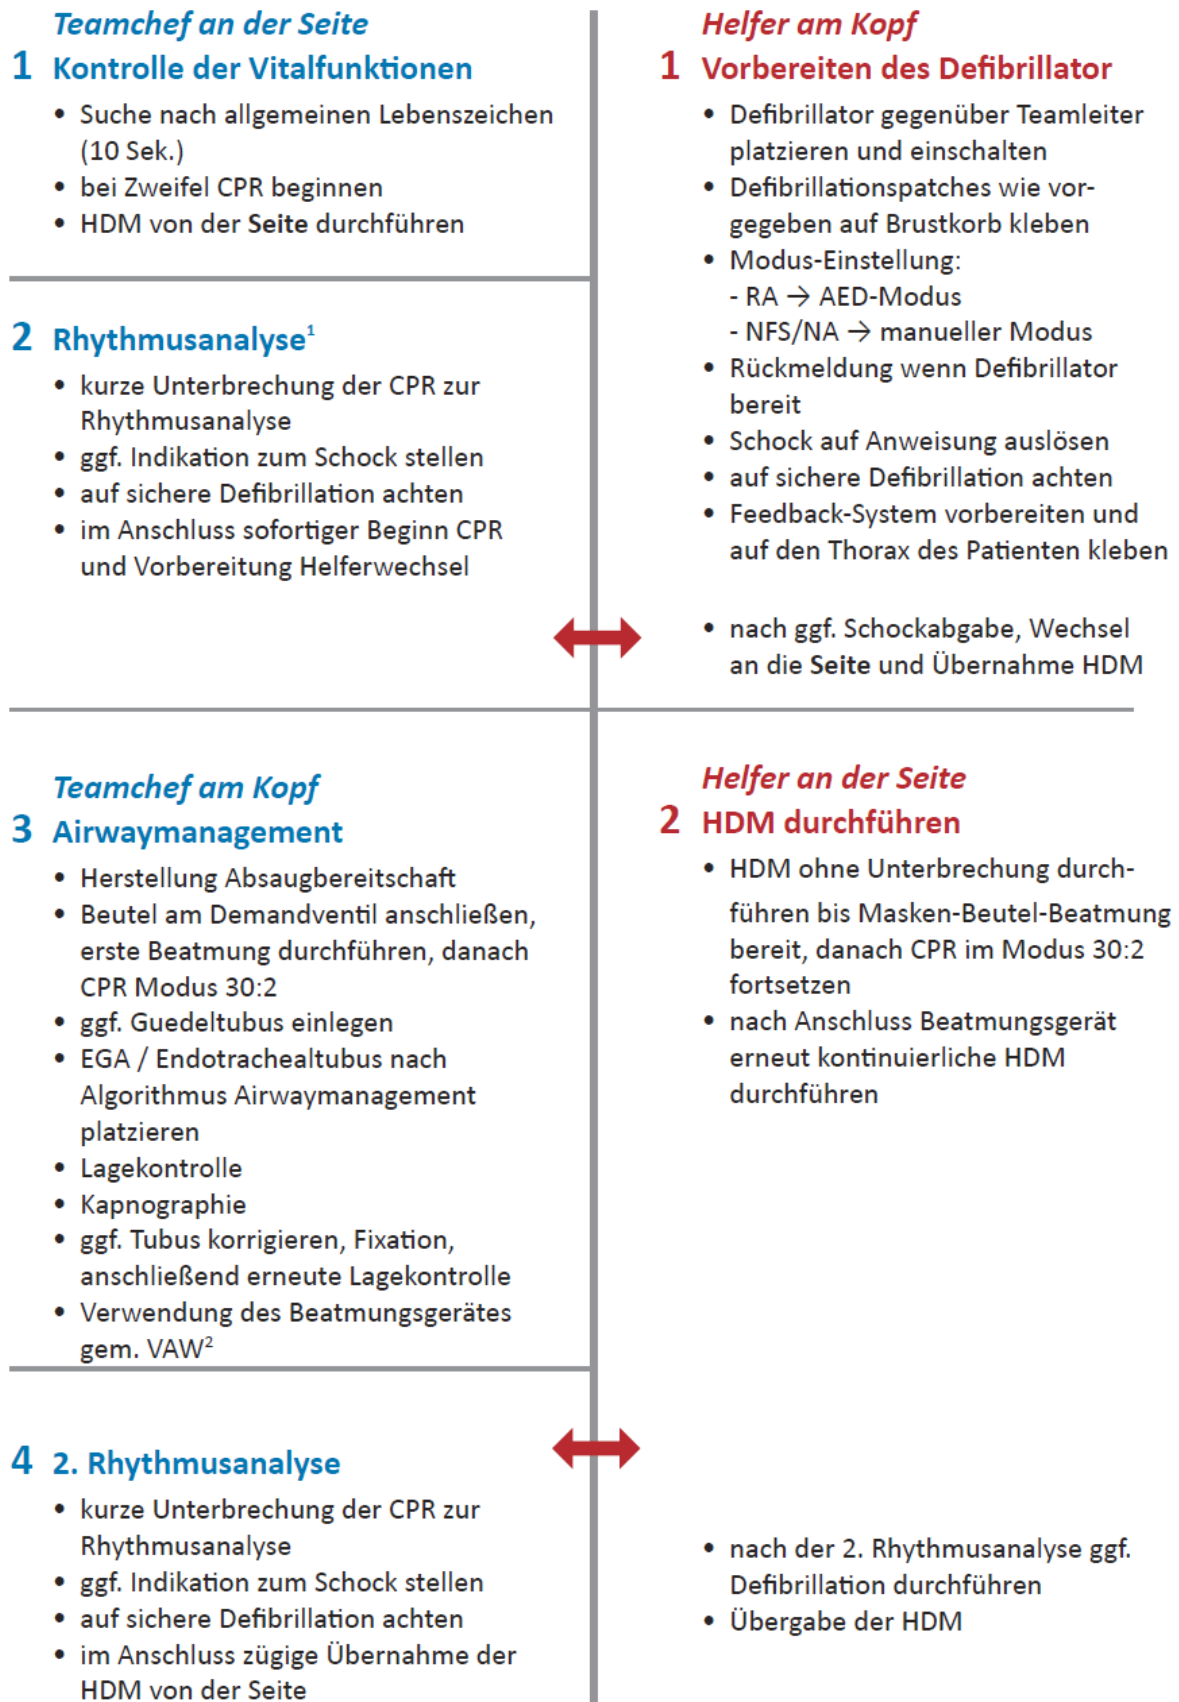 Teamchef an der Seite
1 Kontrolle der Vitalfunktionen
• Suche nach allgemeinen Lebenszeichen
(10 Sek.)
• bei Zweifel CPR beginnen
• HDM von der Seite durchführen
2 Rhythmusanalyse¹
• kurze Unterbrechung der CPR zur
Rhythmusanalyse
• ggf. Indikation zum Schock stellen
• auf sichere Defibrillation achten
• im Anschluss sofortiger Beginn CPR
und Vorbereitung Helferwechsel
Helfer am Kopf
1 Vorbereiten des Defibrillator
• Defibrillator gegenüber Teamleiter
platzieren und einschalten
• Defibrillationspatches wie vor-
gegeben auf Brustkorb kleben
• Modus-Einstellung:
- RA → AED-Modus
- NFS/NA → manueller Modus
• Rückmeldung wenn Defibrillator
bereit
• Schock auf Anweisung auslösen
• auf sichere Defibrillation achten
• Feedback-System vorbereiten und
auf den Thorax des Patienten kleben
• nach ggf. Schockabgabe, Wechsel
an die Seite und Übernahme HDM
Teamchef am Kopf
3 Airwaymanagement
• Herstellung Absaugbereitschaft
• Beutel am Demandventil anschließen,
erste Beatmung durchführen, danach
CPR Modus 30:2
• ggf. Guedeltubus einlegen
• EGA / Endotrachealtubus nach
Algorithmus Airwaymanagement
platzieren
• Lagekontrolle
• Kapnographie
• ggf. Tubus korrigieren, Fixation,
anschließend erneute Lagekontrolle
• Verwendung des Beatmungsgerätes
gem. VAW²
Helfer an der Seite
2 HDM durchführen
• HDM ohne Unterbrechung durch-
führen bis Masken-Beutel-Beatmung
bereit, danach CPR im Modus 30:2
fortsetzen
• nach Anschluss Beatmungsgerät
erneut kontinuierliche HDM
durchführen
4 2. Rhythmusanalyse
• kurze Unterbrechung der CPR zur
Rhythmusanalyse
• ggf. Indikation zum Schock stellen
• auf sichere Defibrillation achten
• im Anschluss zügige Übernahme der
HDM von der Seite
• nach der 2. Rhythmusanalyse ggf.
Defibrillation durchführen
• Übergabe der HDM